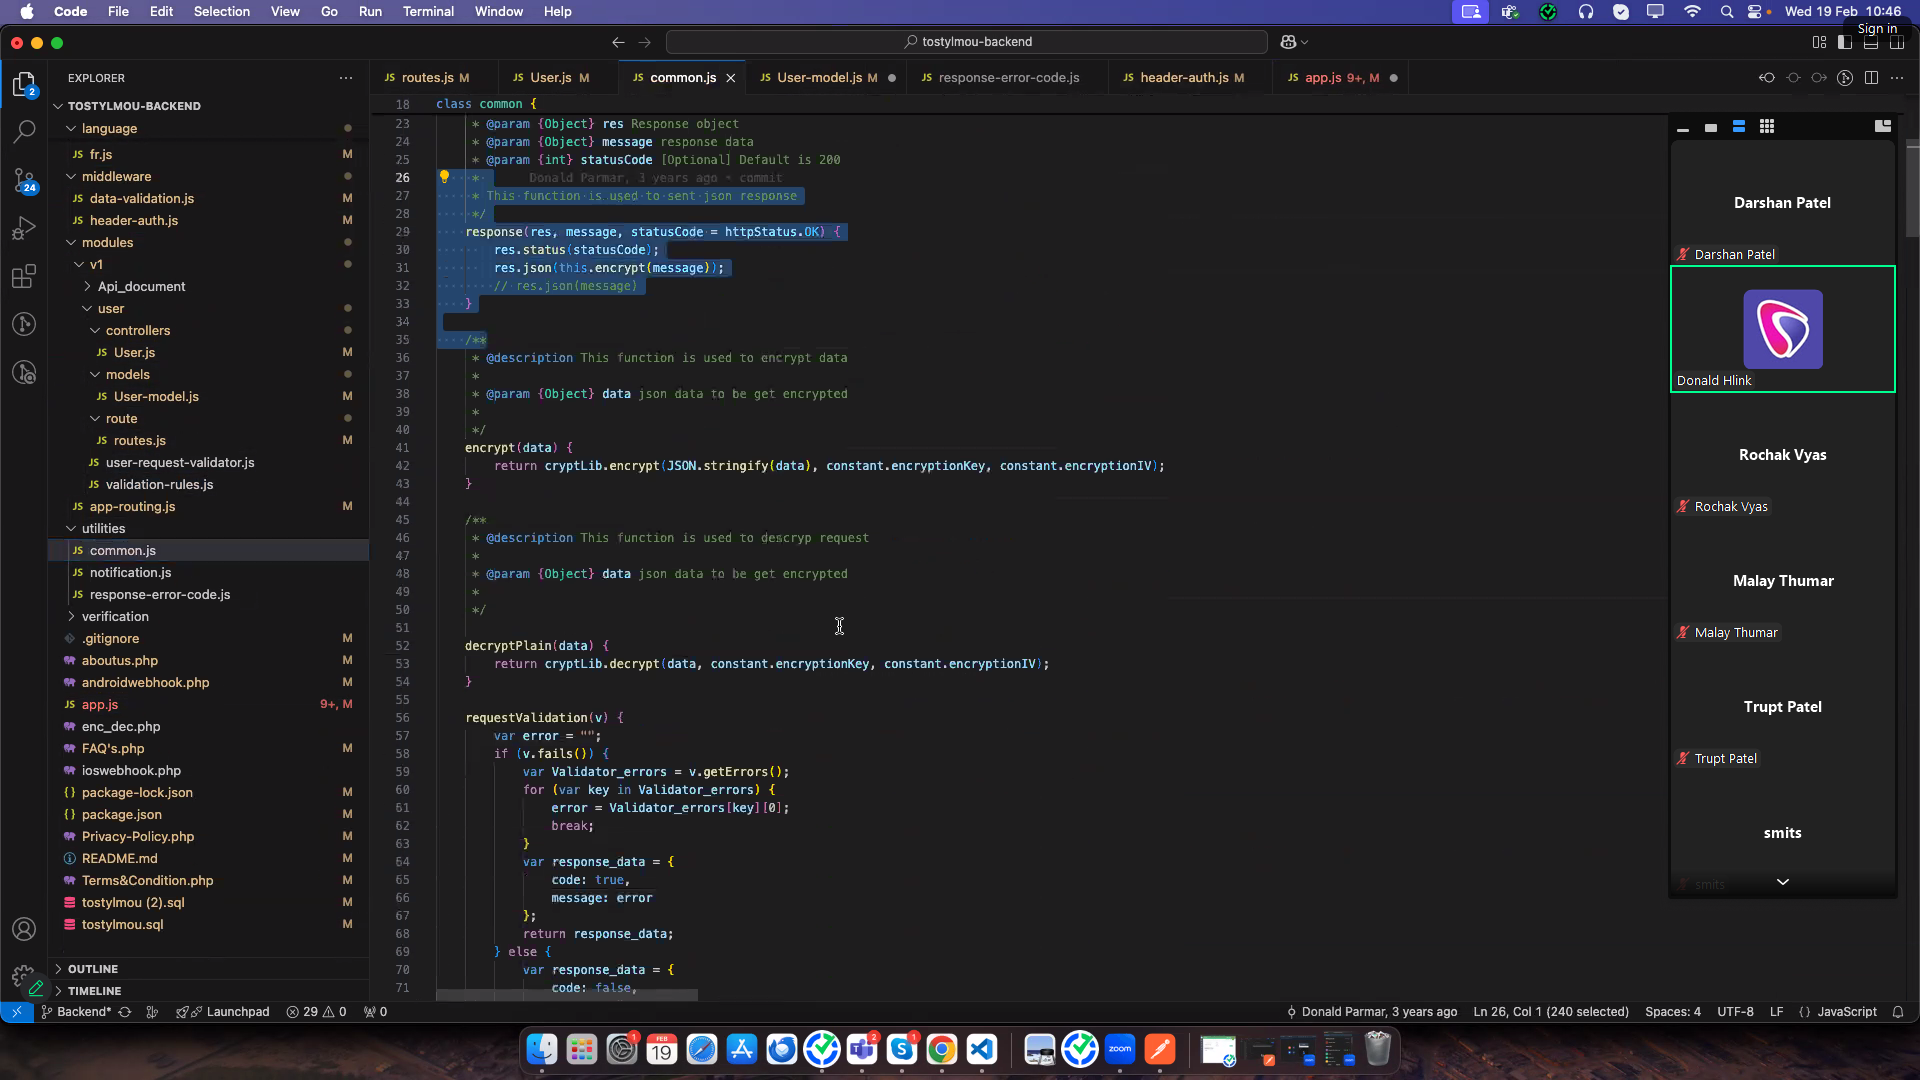 Code File Edit Selection View Go Run Terminal Window Help
Wed 19 Feb 10:46
Sign in
tostylmou-backend
EXPLORER
routes.js M
User.js M
common.js
User-model.js M
response-error-code.js
header-auth.js M
app.js 9+, M
TOSTYLMOU-BACKEND
language
fr.js M
middleware
data-validation.js M
header-auth.js M
modules
v1
Api_document
user
controllers
User.js M
models
User-model.js M
route
routes.js M
user-request-validator.js
validation-rules.js
app-routing.js M
utilities
common.js
notification.js
response-error-code.js
verification
.gitignore M
aboutus.php M
androidwebhook.php M
app.js 9+, M
enc_dec.php
FAQ's.php M
ioswebhook.php
package-lock.json M
package.json M
Privacy-Policy.php M
README.md M
Terms&Condition.php M
tostylmou (2).sql M
tostylmou.sql M
OUTLINE
TIMELINE
2
24
18 class common {
23 * @param {Object} res Response object
24 * @param {Object} message response data
25 * @param {int} statusCode [Optional] Default is 200
26 * Donald Parmar, 3 years ago • commit
27 * This function is used to sent json response
28 */
29 response(res, message, statusCode = httpStatus.OK) {
30 res.status(statusCode);
31 res.json(this.encrypt(message));
32 // res.json(message)
33 }
34
35 /**
36 * @description This function is used to encrypt data
37 *
38 * @param {Object} data json data to be get encrypted
39 *
40 */
41 encrypt(data) {
42 return cryptLib.encrypt(JSON.stringify(data), constant.encryptionKey, constant.encryptionIV);
43 }
44
45 /**
46 * @description This function is used to descryp request
47 *
48 * @param {Object} data json data to be get encrypted
49 *
50 */
51
52 decryptPlain(data) {
53 return cryptLib.decrypt(data, constant.encryptionKey, constant.encryptionIV);
54 }
55
56 requestValidation(v) {
57 var error = "";
58 if (v.fails()) {
59 var Validator_errors = v.getErrors();
60 for (var key in Validator_errors) {
61 error = Validator_errors[key][0];
62 break;
63 }
64 var response_data = {
65 code: true,
66 message: error
67 };
68 return response_data;
69 } else {
70 var response_data = {
71 code: false,
Darshan Patel
Darshan Patel
Donald Hlink
Rochak Vyas
Rochak Vyas
Malay Thumar
Malay Thumar
Trupt Patel
Trupt Patel
smits
smits
Backend*
Launchpad
29 0
0
Donald Parmar, 3 years ago
Ln 26, Col 1 (240 selected)
Spaces: 4
UTF-8
LF
{} JavaScript
1
FEB
19
2
1
zoom